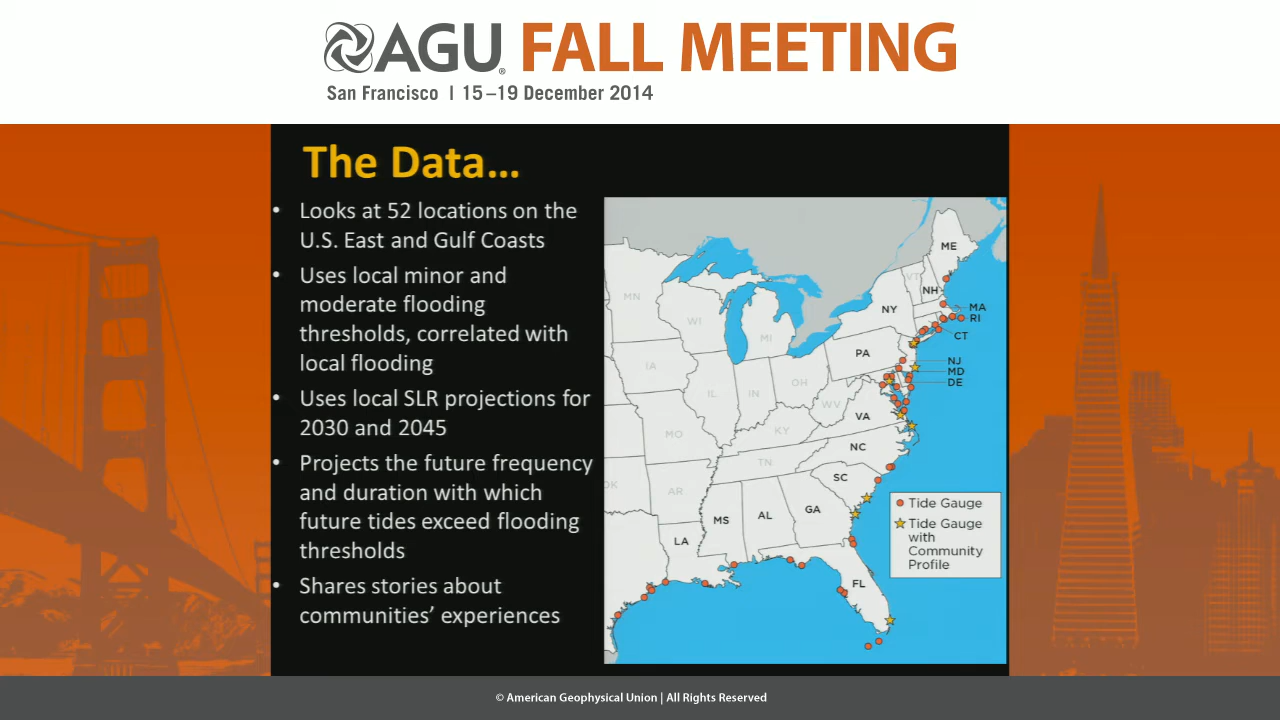 AGU FALL MEETING
San Francisco | 15–19 December 2014
The Data...
• Looks at 52 locations on the
U.S. East and Gulf Coasts
• Uses local minor and
moderate flooding
thresholds, correlated with
local flooding
• Uses local SLR projections for
2030 and 2045
• Projects the future frequency
and duration with which
future tides exceed flooding
thresholds
• Shares stories about
communities’ experiences
ME
VT
NH
MN
NY
MA
RI
WI
CT
MI
PA
NJ
IA
MD
OH
DE
IL
IN
WV
VA
MO
KY
NC
TN
SC
OK
AR
GA
MS
AL
LA
FL
Tide Gauge
Tide Gauge
with
Community
Profile
© American Geophysical Union | All Rights Reserved